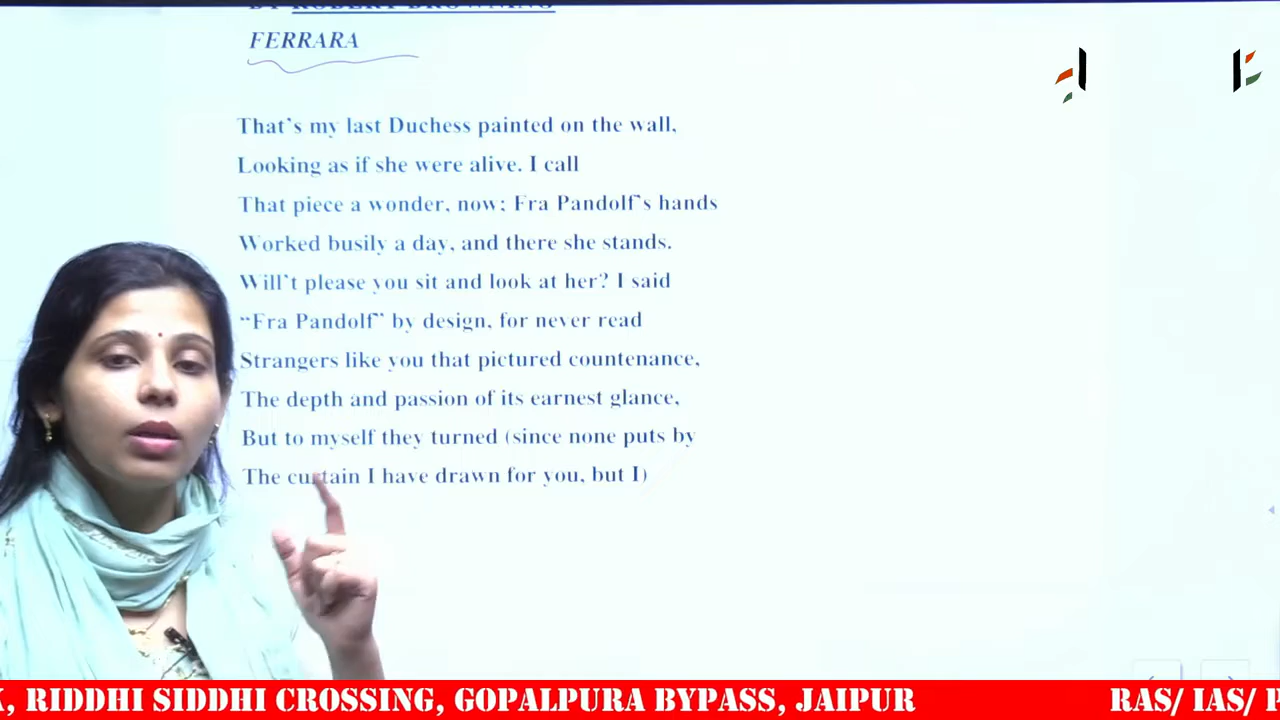 BY ROBERT BROWNING
FERRARA
That's my last Duchess painted on the wall,
Looking as if she were alive. I call
That piece a wonder, now; Fra Pandolf's hands
Worked busily a day, and there she stands.
Will't please you sit and look at her? I said
“Fra Pandolf” by design, for never read
Strangers like you that pictured countenance,
The depth and passion of its earnest glance,
But to myself they turned (since none puts by
The curtain I have drawn for you, but I)
, RIDDHI SIDDHI CROSSING, GOPALPURA BYPASS, JAIPUR
RAS/ IAS/